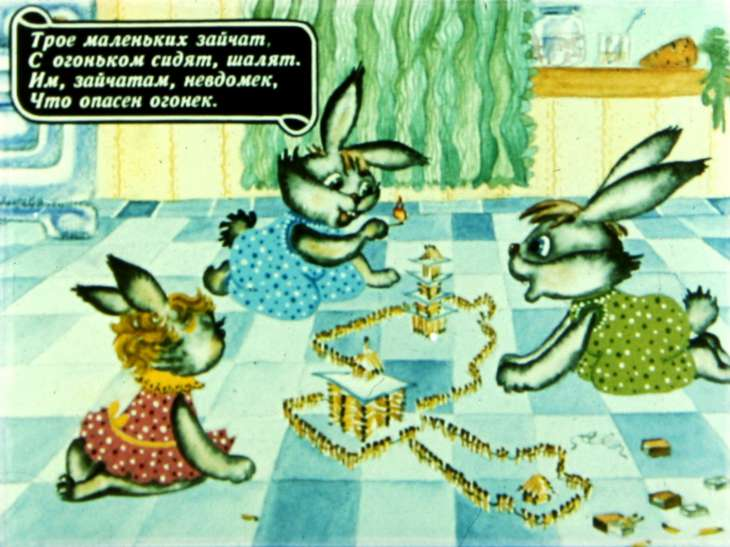 Трое маленьких зайчат,
С огоньком сидят, шалят.
Им, зайчатам, невдомек,
Что опасен огонек.